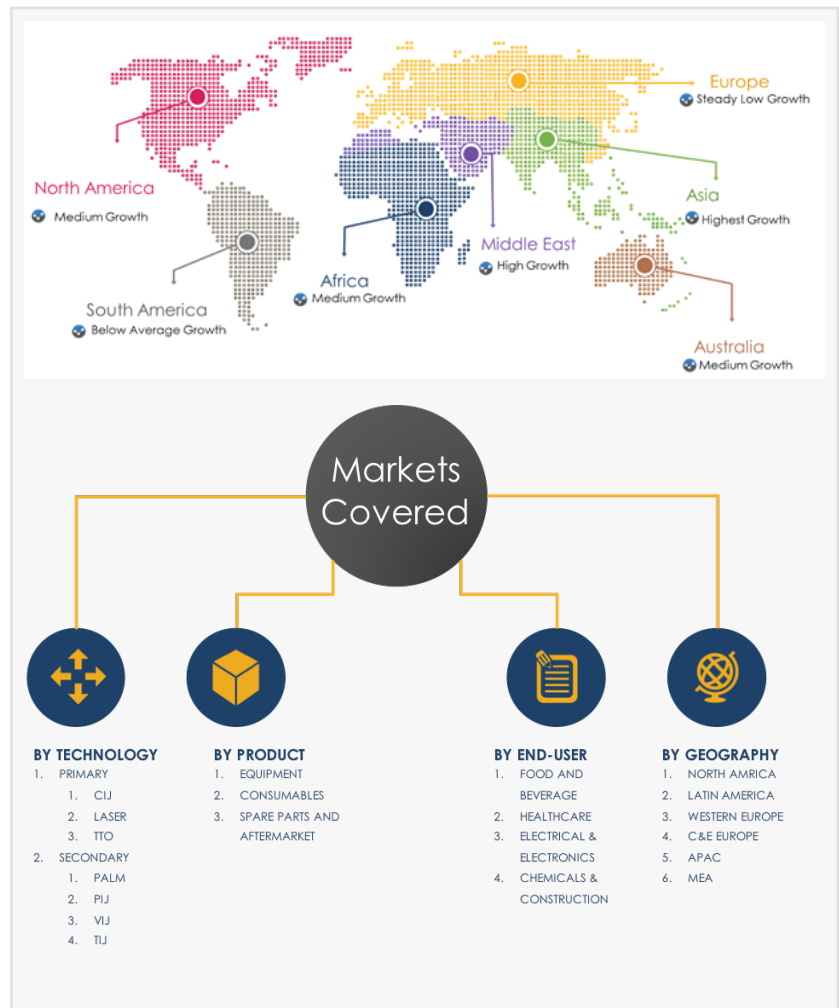 Europe
Steady Low Growth
North America
Medium Growth
Asia
Highest Growth
Middle East
High Growth
Africa
Medium Growth
South America
Below Average Growth
Australia
Medium Growth
Markets
Covered
BY TECHNOLOGY
1. PRIMARY
1. CIJ
2. LASER
3. TTO
2. SECONDARY
1. PALM
2. PIJ
3. VIJ
4. TIJ
BY PRODUCT
1. EQUIPMENT
2. CONSUMABLES
3. SPARE PARTS AND
AFTERMARKET
BY END-USER
1. FOOD AND
BEVERAGE
2. HEALTHCARE
3. ELECTRICAL &
ELECTRONICS
4. CHEMICALS &
CONSTRUCTION
BY GEOGRAPHY
1. NORTH AMRICA
2. LATIN AMERICA
3. WESTERN EUROPE
4. C&E EUROPE
5. APAC
6. MEA